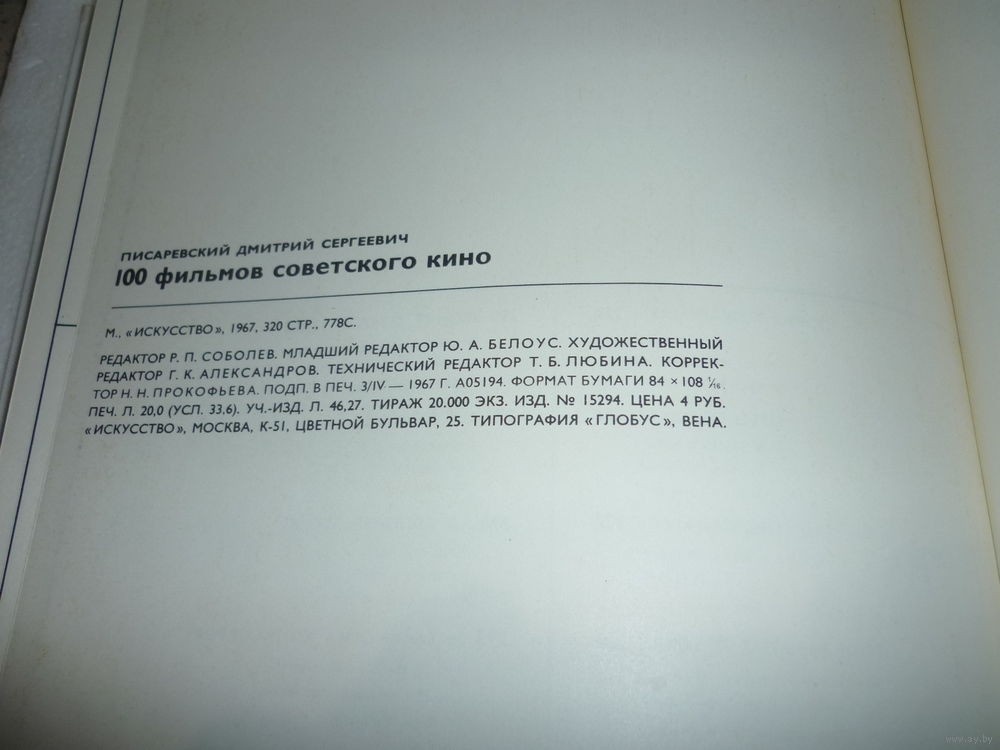 ПИСАРЕВСКИЙ ДМИТРИЙ СЕРГЕЕВИЧ
100 фильмов советского кино
М., «ИСКУССТВО», 1967, 320 СТР., 778С.
РЕДАКТОР Р. П. СОБОЛЕВ. МЛАДШИЙ РЕДАКТОР Ю. А. БЕЛОУС. ХУДОЖЕСТВЕННЫЙ
РЕДАКТОР Г. К. АЛЕКСАНДРОВ. ТЕХНИЧЕСКИЙ РЕДАКТОР Т. Б. ЛЮБИНА. КОРРЕК-
ТОР Н. Н. ПРОКОФЬЕВА. ПОДП. В ПЕЧ. 3/IV — 1967 Г. А05194. ФОРМАТ БУМАГИ 84 × 108 1/16.
ПЕЧ. Л. 20,0 (УСЛ. 33,6). УЧ.-ИЗД. Л. 46,27. ТИРАЖ 20.000 ЭКЗ. ИЗД. № 15294. ЦЕНА 4 РУБ.
«ИСКУССТВО», МОСКВА, К-51, ЦВЕТНОЙ БУЛЬВАР, 25. ТИПОГРАФИЯ «ГЛОБУС», ВЕНА.
www.ay.by